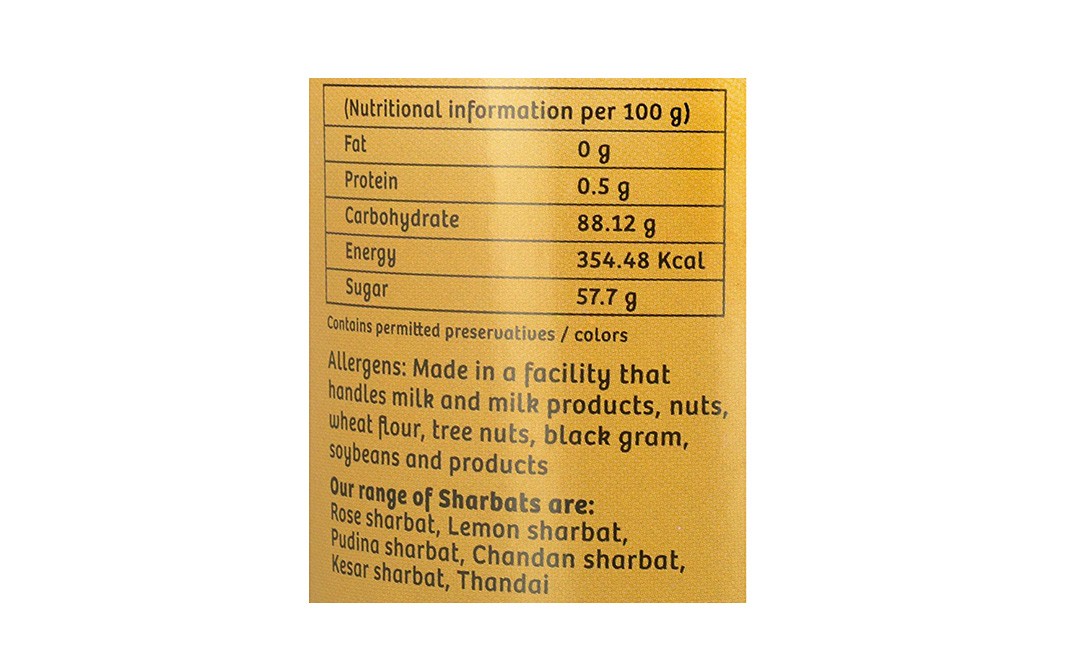 (Nutritional information per 100 g)
Fat 0 g
Protein 0.5 g
Carbohydrate 88.12 g
Energy 354.48 Kcal
Sugar 57.7 g
Contains permitted preservatives / colors
Allergens: Made in a facility that
handles milk and milk products, nuts,
wheat flour, tree nuts, black gram,
soybeans and products
Our range of Sharbats are:
Rose sharbat, Lemon sharbat,
Pudina sharbat, Chandan sharbat,
Kesar sharbat, Thandai